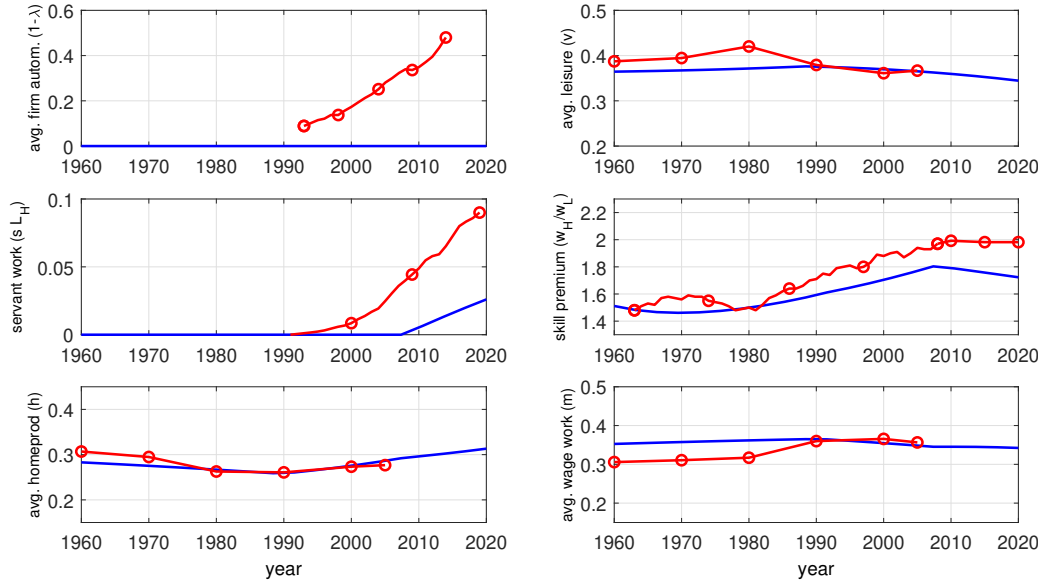 avg. firm autom. (1-λ)
0.6
0.4
0.2
0
1960 1970 1980 1990 2000 2010 2020
avg. leisure (v)
0.5
0.4
0.3
0.2
1960 1970 1980 1990 2000 2010 2020
servant work (s L_H)
0.1
0.05
0
1960 1970 1980 1990 2000 2010 2020
skill premium (w_H/w_L)
2.2
2
1.8
1.6
1.4
1960 1970 1980 1990 2000 2010 2020
avg. homeprod (h)
0.4
0.3
0.2
1960 1970 1980 1990 2000 2010 2020
year
avg. wage work (m)
0.5
0.4
0.3
0.2
1960 1970 1980 1990 2000 2010 2020
year